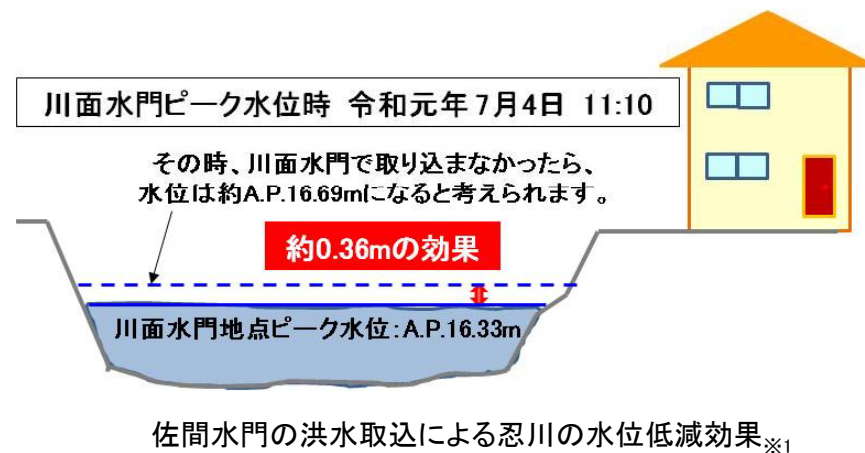 川面水門ピーク水位時 令和元年7月4日 11:10
その時、川面水門で取り込まなかったら、
水位は約A.P.16.69mになると考えられます。
約0.36mの効果
川面水門地点ピーク水位：A.P.16.33m
佐間水門の洪水取込による忍川の水位低減効果※1